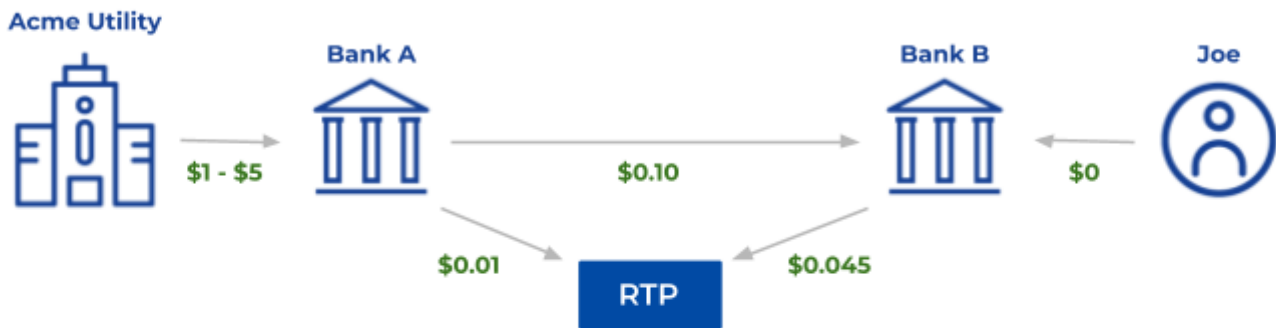 Acme Utility
Bank A
Bank B
Joe
$1 - $5
$0.10
$0
$0.01
$0.045
RTP